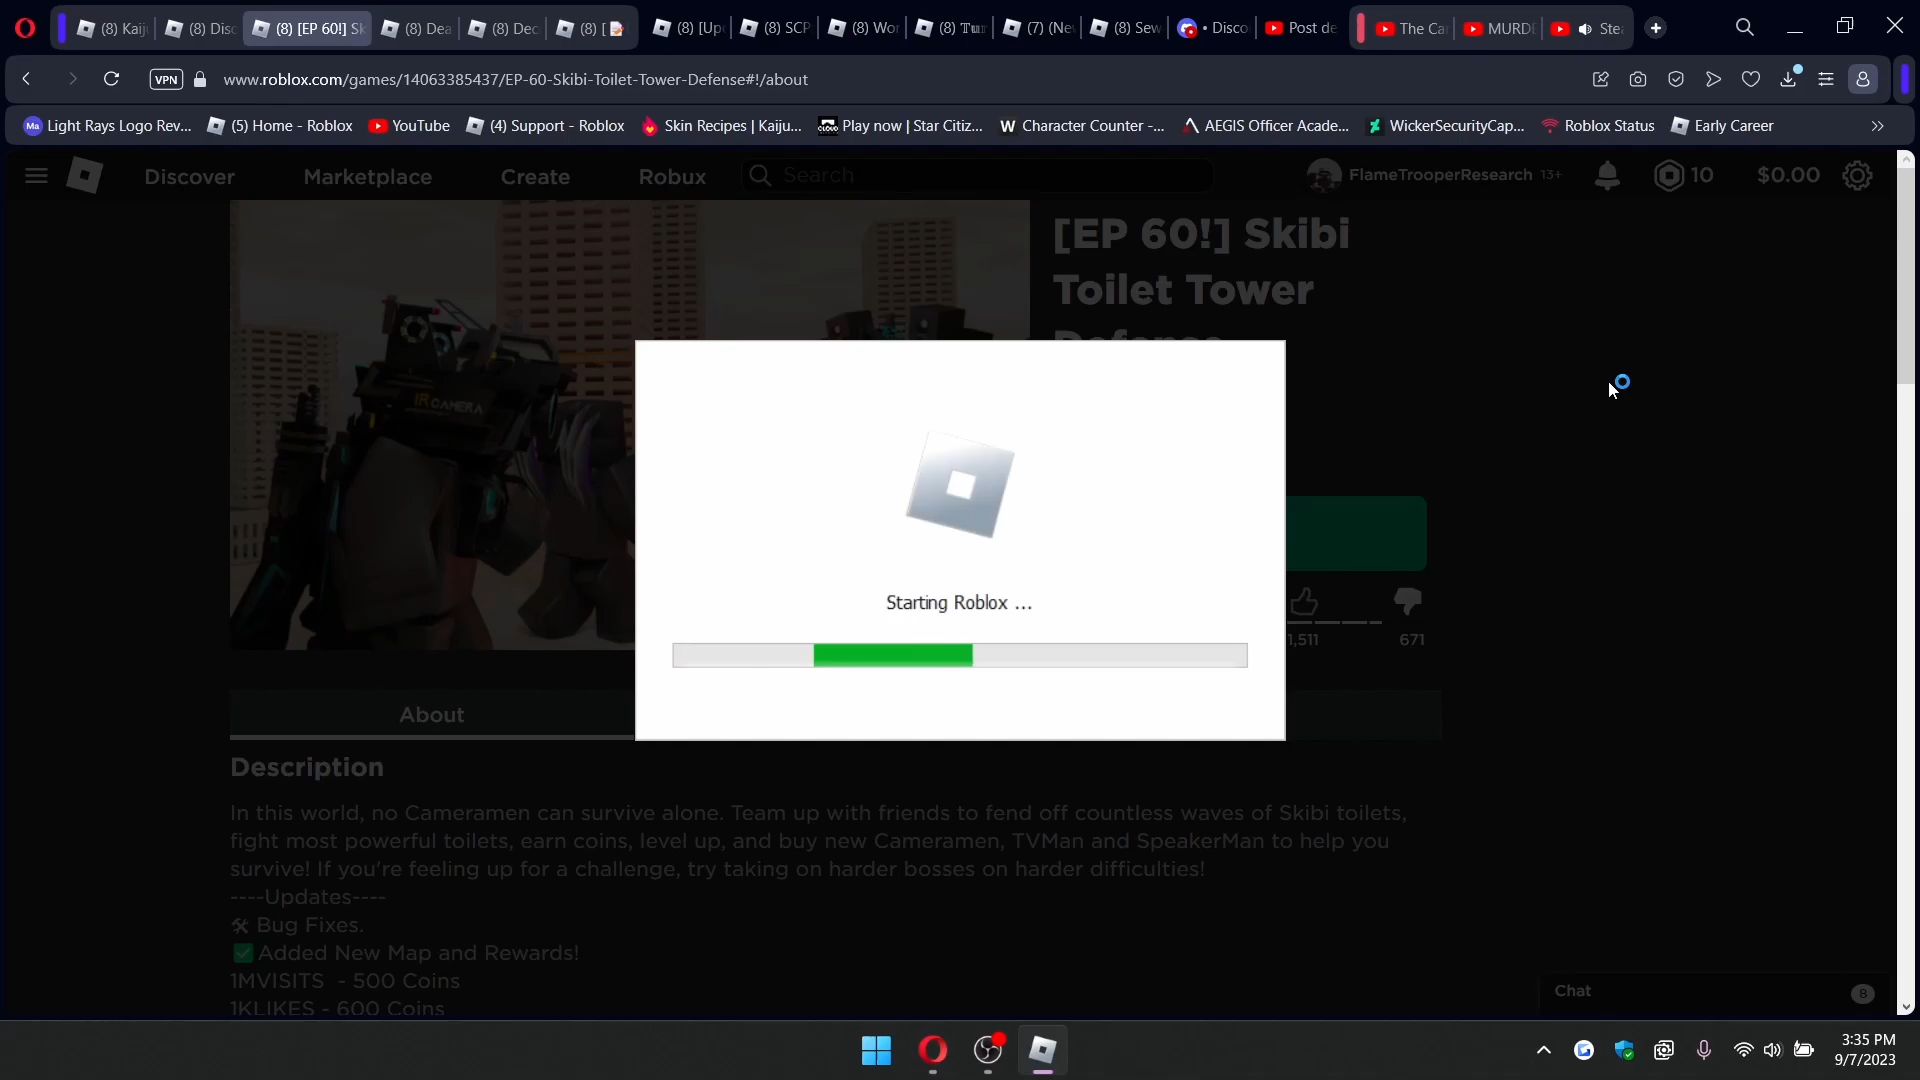 (8) Kaij
(8) Disc
(8) [EP 60!] Sk
(8) Dea
(8) Dec
(8) [
(8) [Up
(8) SCP
(8) Wor
(7) (Ne
(8) Sew
• Disco
Post de
The Ca
MURD
Stea
VPN
www.roblox.com/games/14063385437/EP-60-Skibi-Toilet-Tower-Defense#!/about
Ma Light Rays Logo Rev...
(5) Home - Roblox
YouTube
(4) Support - Roblox
Skin Recipes | Kaiju...
Play now | Star Citiz...
W Character Counter -...
AEGIS Officer Acade...
WickerSecurityCap...
Roblox Status
Early Career
Discover
Marketplace
Create
Robux
Search
FlameTrooperResearch 13+
10
$0.00
[EP 60!] Skibi
Toilet Tower
Defense
IR CAMERA
Starting Roblox ...
1,511
671
About
Description
In this world, no Cameramen can survive alone. Team up with friends to fend off countless waves of Skibi toilets,
fight most powerful toilets, earn coins, level up, and buy new Cameramen, TVMan and SpeakerMan to help you
survive! If you're feeling up for a challenge, try taking on harder bosses on harder difficulties!
----Updates----
🛠 Bug Fixes.
✅Added New Map and Rewards!
1MVISITS - 500 Coins
1KLIKES - 600 Coins
Chat
8
3:35 PM
9/7/2023